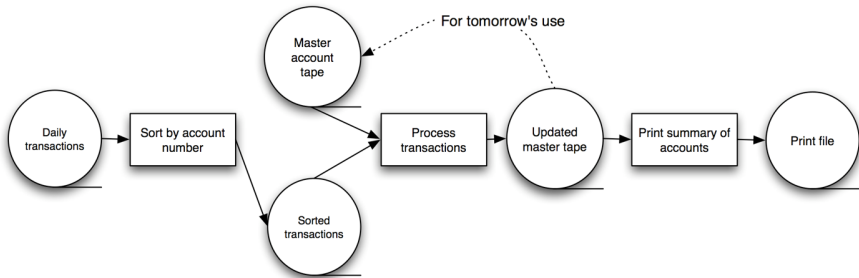 For tomorrow's use
Master
account
tape
Daily
transactions
Sort by account
number
Process
transactions
Updated
master tape
Print summary of
accounts
Print file
Sorted
transactions